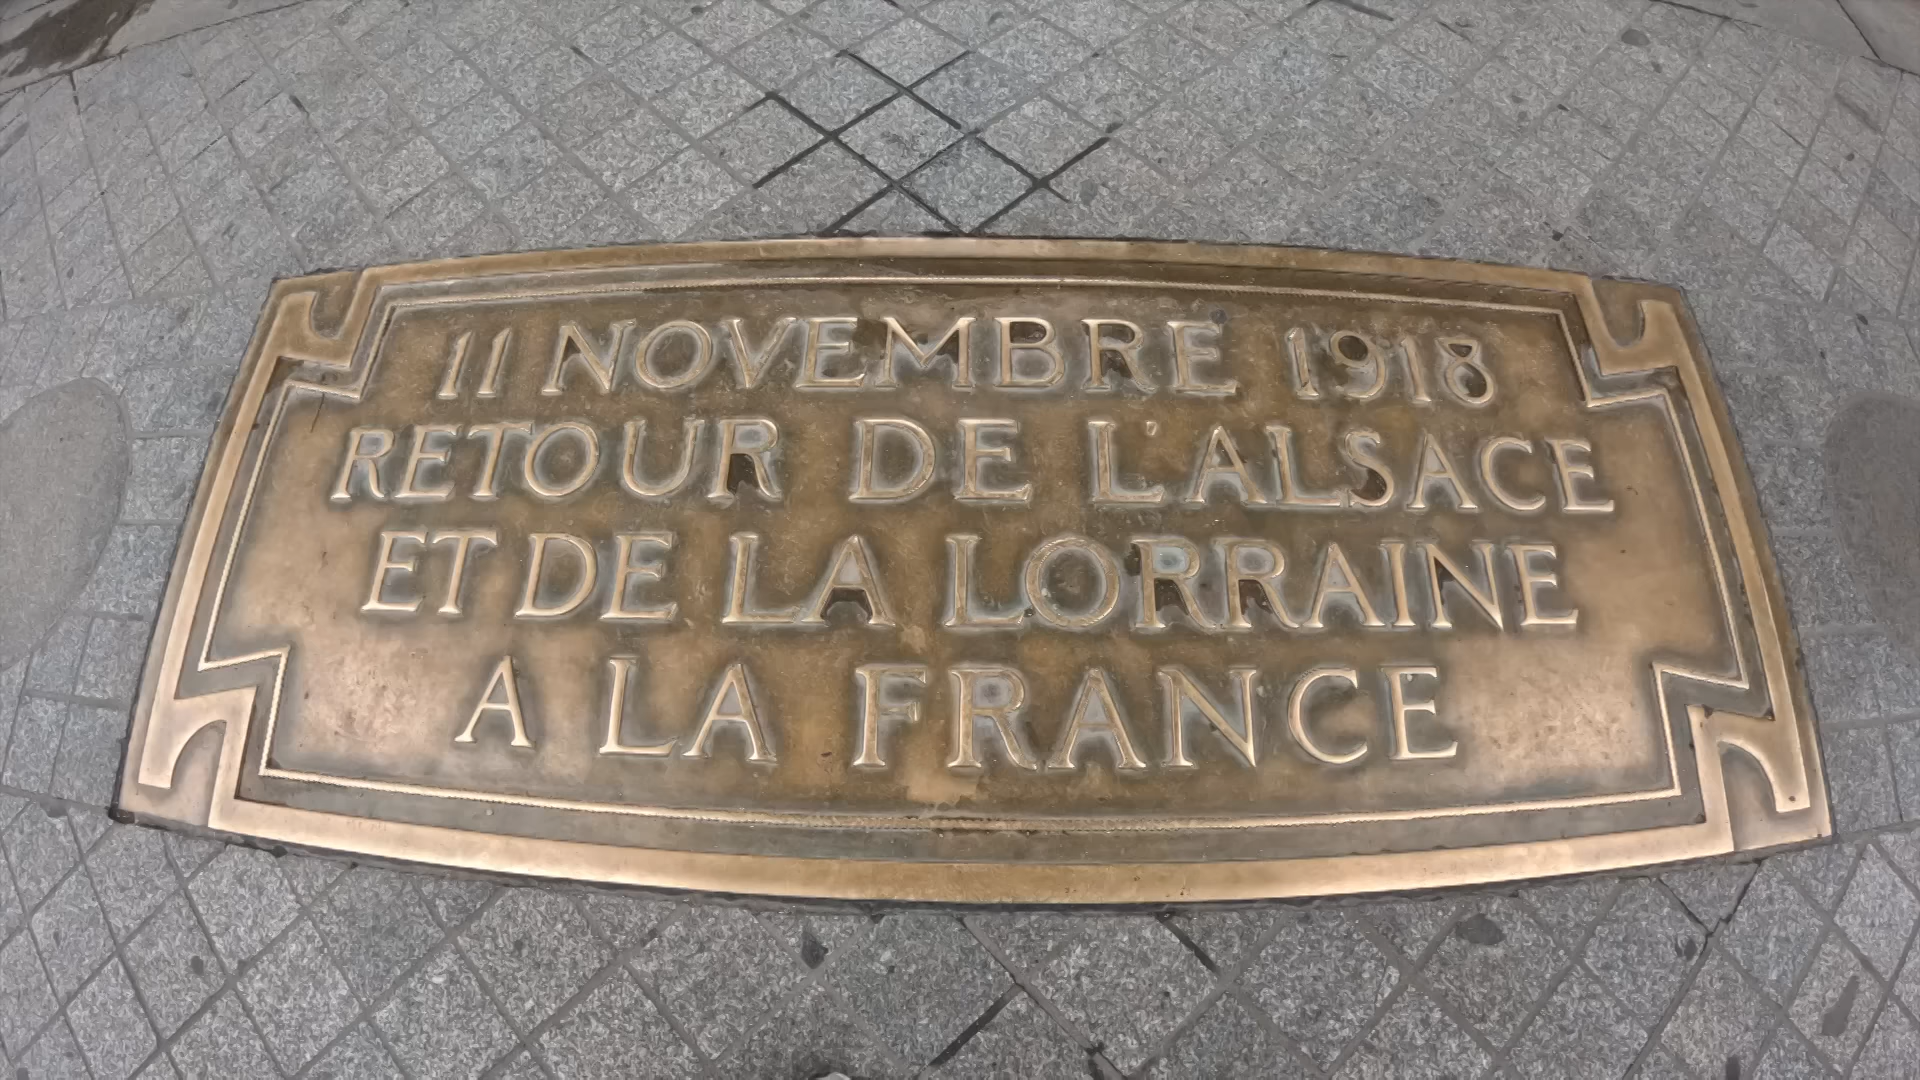 11 NOVEMBRE 1918
RETOUR DE L'ALSACE
ET DE LA LORRAINE
A LA FRANCE